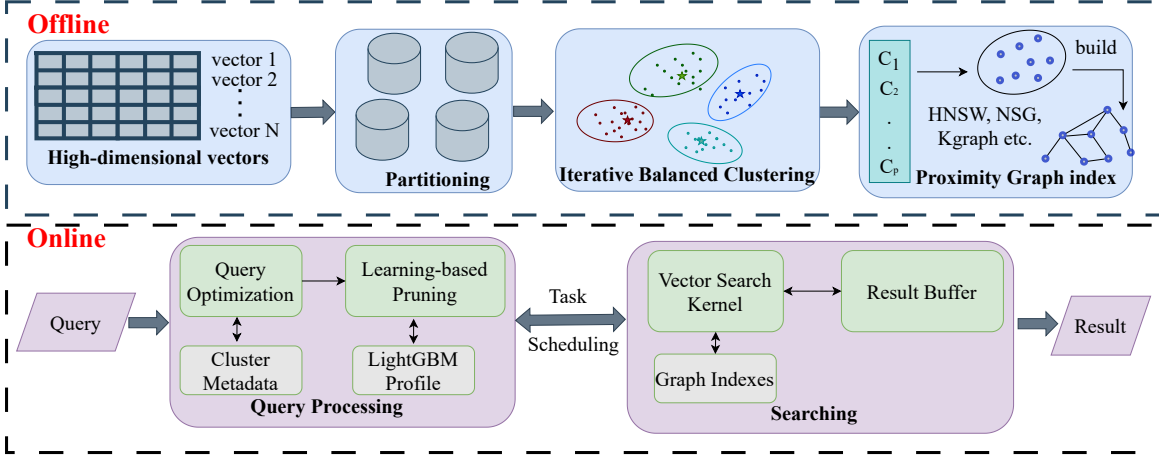 Offline
vector 1
vector 2
vector N
High-dimensional vectors
Partitioning
Iterative Balanced Clustering
C1
C2
.
.
Cp
build
HNSW, NSG,
Kgraph etc.
Proximity Graph index
Online
Query
Query
Optimization
Learning-based
Pruning
Cluster
Metadata
LightGBM
Profile
Query Processing
Task
Scheduling
Vector Search
Kernel
Result Buffer
Graph Indexes
Searching
Result